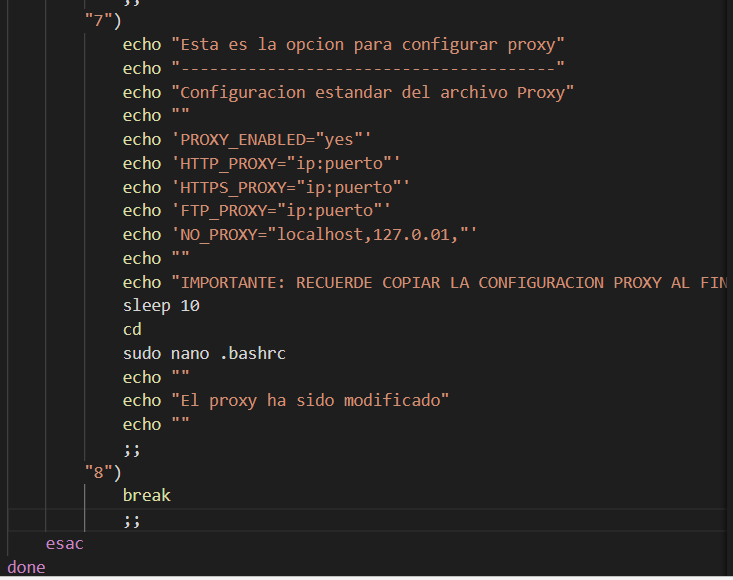 ;;
"7")
echo "Esta es la opcion para configurar proxy"
echo "---------------------------------------"
echo "Configuracion estandar del archivo Proxy"
echo ""
echo 'PROXY_ENABLED="yes"'
echo 'HTTP_PROXY="ip:puerto"'
echo 'HTTPS_PROXY="ip:puerto"'
echo 'FTP_PROXY="ip:puerto"'
echo 'NO_PROXY="localhost,127.0.01,"'
echo ""
echo "IMPORTANTE: RECUERDE COPIAR LA CONFIGURACION PROXY AL FIN
sleep 10
cd
sudo nano .bashrc
echo ""
echo "El proxy ha sido modificado"
echo ""
;;
"8")
break
;;
esac
done